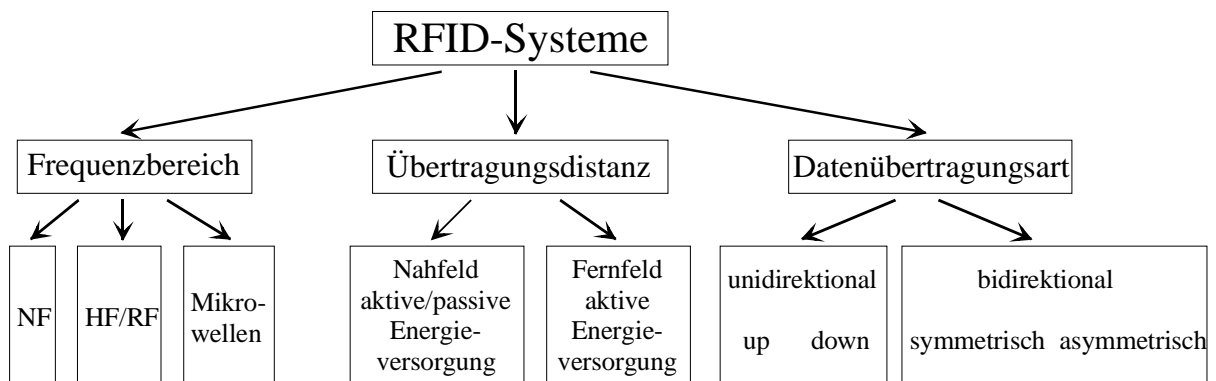 RFID-Systeme
Frequenzbereich
Übertragungsdistanz
Datenübertragungsart
NF
HF/RF
Mikro-
wellen
Nahfeld
aktive/passive
Energie-
versorgung
Fernfeld
aktive
Energie-
versorgung
unidirektional
up down
bidirektional
symmetrisch asymmetrisch